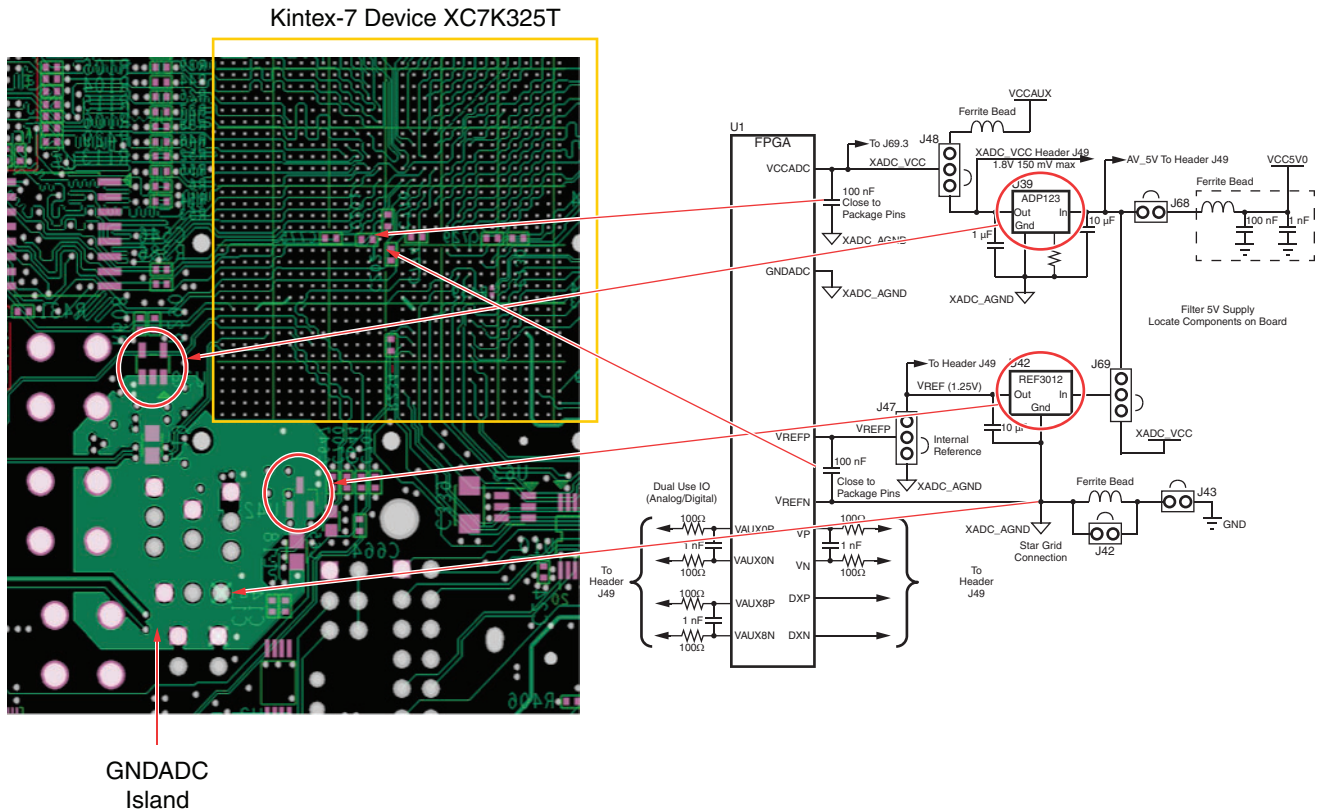 Kintex-7 Device XC7K325T
GNDADC
Island
C664
R406
U1
FPGA
VCCADC
To J69.3
XADC_VCC
J48
Ferrite Bead
VCCAUX
XADC_VCC Header J49
1.8V 150 mV max
AV_5V To Header J49
VCC5V0
Ferrite Bead
J68
100 nF
1 nF
U39
ADP123
Out
In
Gnd
1 µF
10 µF
XADC_AGND
100 nF
Close to
Package Pins
XADC_AGND
GNDADC
XADC_AGND
Filter 5V Supply
Locate Components on Board
To Header J49
VREF (1.25V)
J42
REF3012
Out
In
Gnd
10 µF
J69
XADC_VCC
J47
VREFP
VREFP
Internal
Reference
XADC_AGND
100 nF
Close to
Package Pins
VREFN
XADC_AGND
Star Grid
Connection
Ferrite Bead
J42
J43
GND
Dual Use IO
(Analog/Digital)
100Ω
VAUX0P
1 nF
VAUX0N
100Ω
100Ω
VAUX8P
1 nF
VAUX8N
100Ω
To
Header
J49
100Ω
VP
1 nF
VN
100Ω
DXP
DXN
To
Header
J49